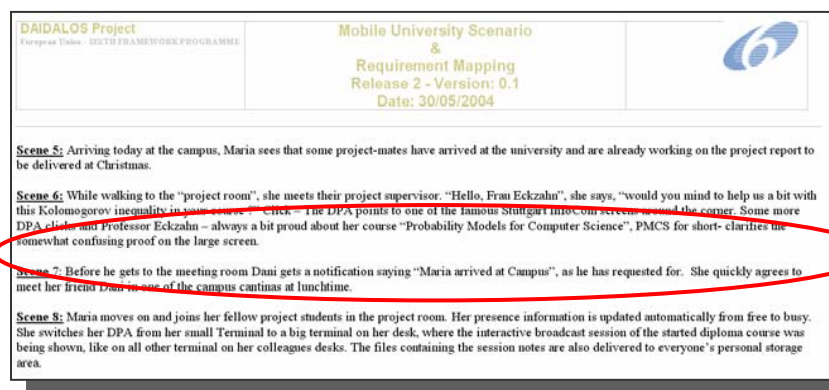 DAIDALOS Project
European Union - SIXTH FRAMEWORK PROGRAMME
Mobile University Scenario
&
Requirement Mapping
Release 2 - Version: 0.1
Date: 30/05/2004
6
Scene 5: Arriving today at the campus, Maria sees that some project-mates have arrived at the university and are already working on the project report to
be delivered at Christmas.
Scene 6: While walking to the “project room”, she meets their project supervisor. “Hello, Frau Eckzahn”, she says, “would you mind to help us a bit with
this Kolomogorov inequality in your course ?” Click – The DPA points to one of the famous Stuttgart InfoCom screens around the corner. Some more
DPA clicks and Professor Eckzahn – always a bit proud about her course “Probability Models for Computer Science”, PMCS for short- clarifies the
somewhat confusing proof on the large screen.
Scene 7: Before he gets to the meeting room Dani gets a notification saying “Maria arrived at Campus”, as he has requested for. She quickly agrees to
meet her friend Dani in one of the campus cantinas at lunchtime.
Scene 8: Maria moves on and joins her fellow project students in the project room. Her presence information is updated automatically from free to busy.
She switches her DPA from her small Terminal to a big terminal on her desk, where the interactive broadcast session of the started diploma course was
being shown, like on all other terminal on her colleagues desks. The files containing the session notes are also delivered to everyone's personal storage
area.